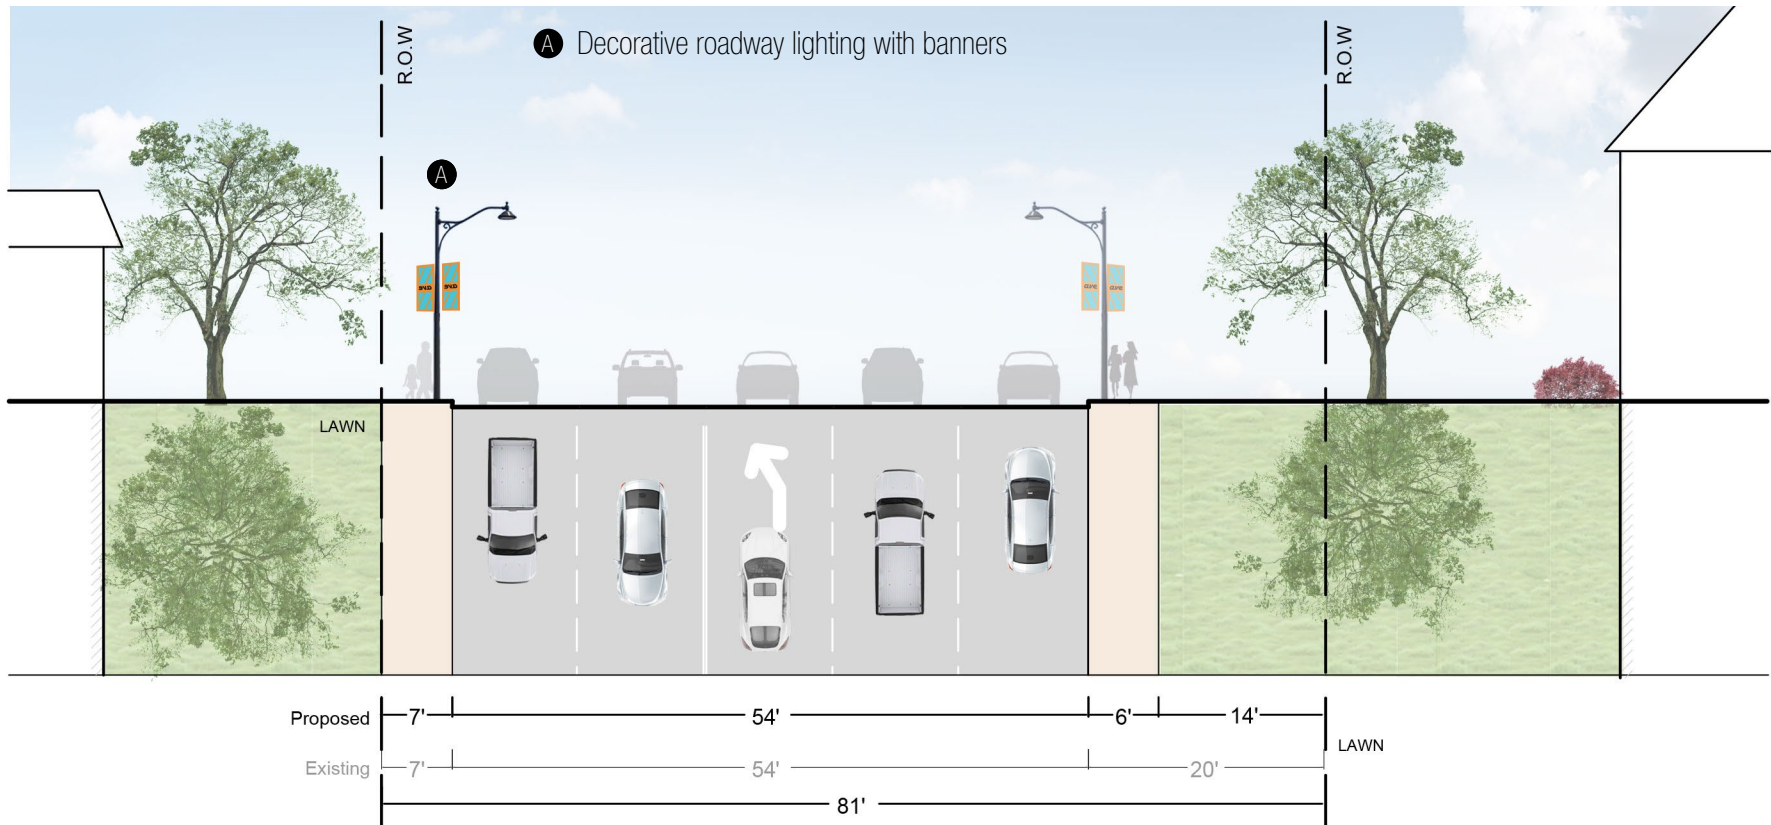 A Decorative roadway lighting with banners
R.O.W
R.O.W
A
LAWN
Proposed 7' 54' 6' 14'
LAWN
Existing 7' 54' 20'
81'